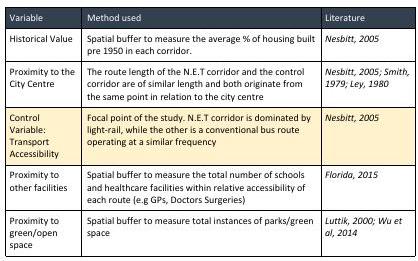 Variable Method used Literature
Historical Value Spatial buffer to measure the average % of housing built Nesbitt, 2005
pre 1950 in each corridor.
Proximity to the The route length of the N.E.T corridor and the control Nesbitt, 2005; Smith,
City Centre corridor are of similar length and both originate from 1979; Ley, 1980
the same point in relation to the city centre
Control Focal point of the study. N.E.T corridor is dominated by Nesbitt, 2005
Variable: light-rail, while the other is a conventional bus route
Transport operating at a similar frequency
Accessibility
Proximity to Spatial buffer to measure the total number of schools Florida, 2015
other facilities and healthcare facilities within relative accessibility of
each route (e.g GPs, Doctors Surgeries)
Proximity to Spatial buffer to measure total instances of parks/green Luttik, 2000; Wu et
green/open space al, 2014
space